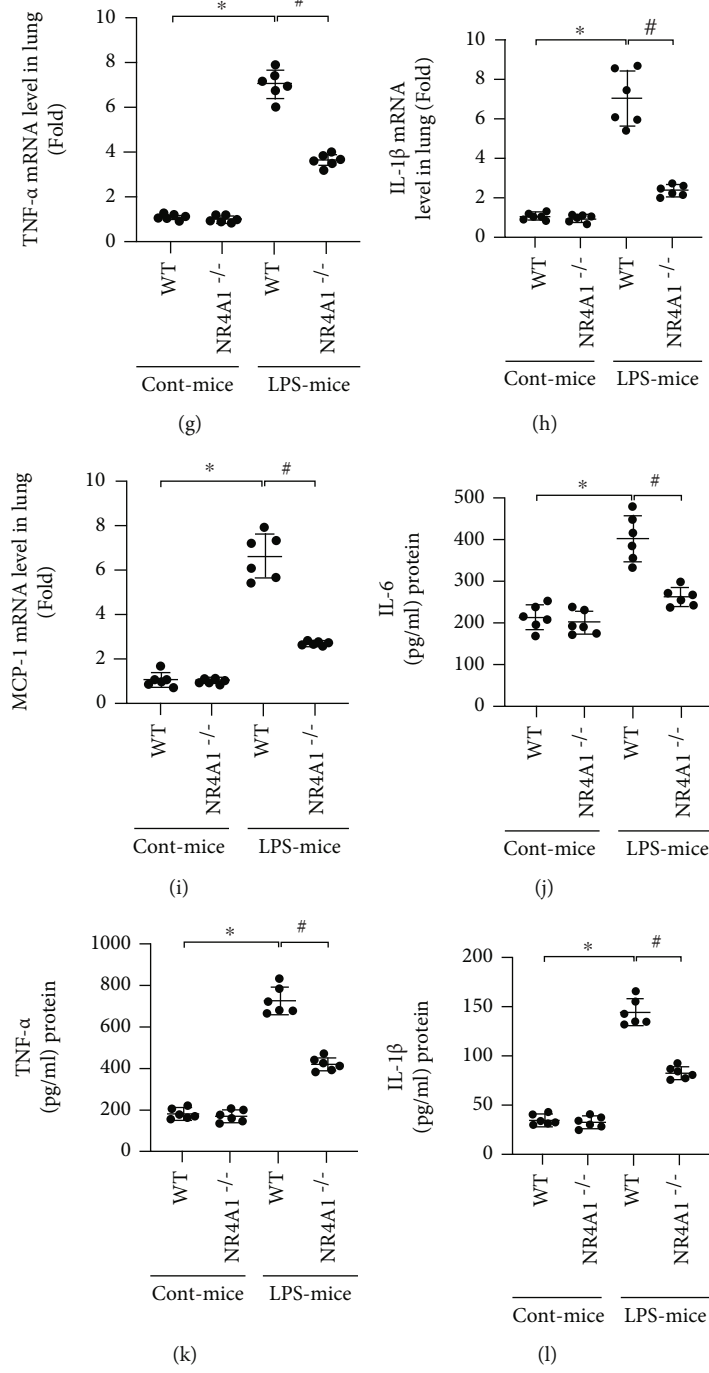 TNF-α mRNA level in lung
(Fold)
10
8
6
4
2
0
*
#
WT
NR4A1 -/-
WT
NR4A1 -/-
Cont-mice
LPS-mice
(g)
IL-1β mRNA
level in lung (Fold)
10
8
6
4
2
0
*
#
WT
NR4A1 -/-
WT
NR4A1 -/-
Cont-mice
LPS-mice
(h)
MCP-1 mRNA level in lung
(Fold)
10
8
6
4
2
0
*
#
WT
NR4A1 -/-
WT
NR4A1 -/-
Cont-mice
LPS-mice
(i)
IL-6
(pg/ml) protein
500
400
300
200
100
0
*
#
WT
NR4A1 -/-
WT
NR4A1 -/-
Cont-mice
LPS-mice
(j)
TNF-α
(pg/ml) protein
1000
800
600
400
200
0
*
#
WT
NR4A1 -/-
WT
NR4A1 -/-
Cont-mice
LPS-mice
(k)
IL-1β
(pg/ml) protein
200
150
100
50
0
*
#
WT
NR4A1 -/-
WT
NR4A1 -/-
Cont-mice
LPS-mice
(l)